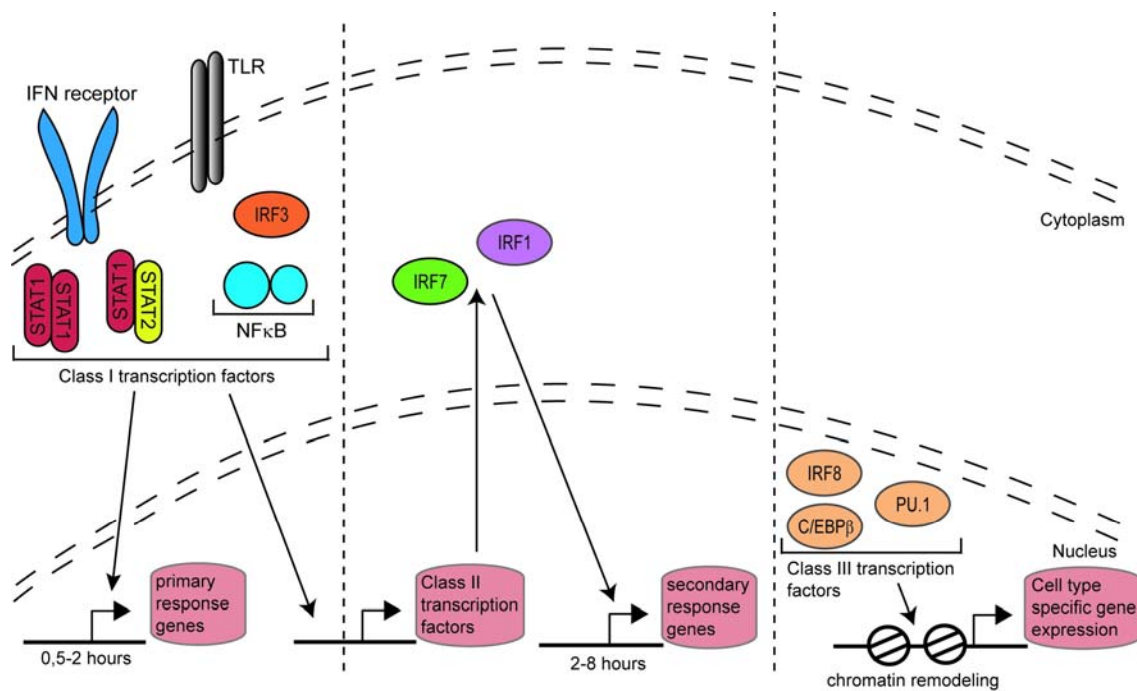 TLR
IFN receptor
IRF3
IRF1
Cytoplasm
IRF7
STAT1
STAT1
STAT1
STAT2
NFκB
Class I transcription factors
IRF8
PU.1
C/EBPβ
Nucleus
Class III transcription
factors
primary
response
genes
Class II
transcription
factors
secondary
response
genes
Cell type
specific gene
expression
0,5-2 hours
2-8 hours
chromatin remodeling